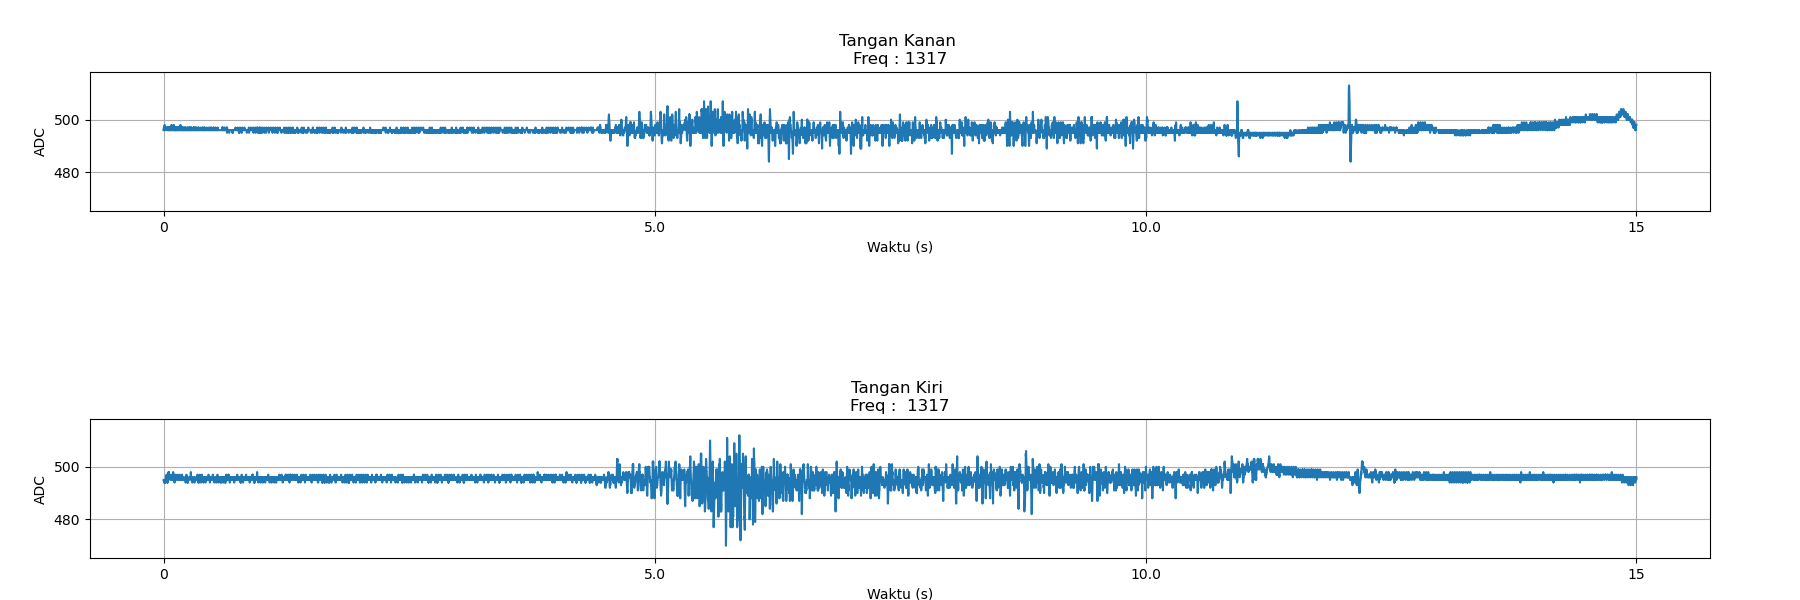 Tangan Kanan
Freq : 1317
ADC
500
480
0 5.0 10.0 15
Waktu (s)
Tangan Kiri
Freq :  1317
ADC
500
480
0 5.0 10.0 15
Waktu (s)